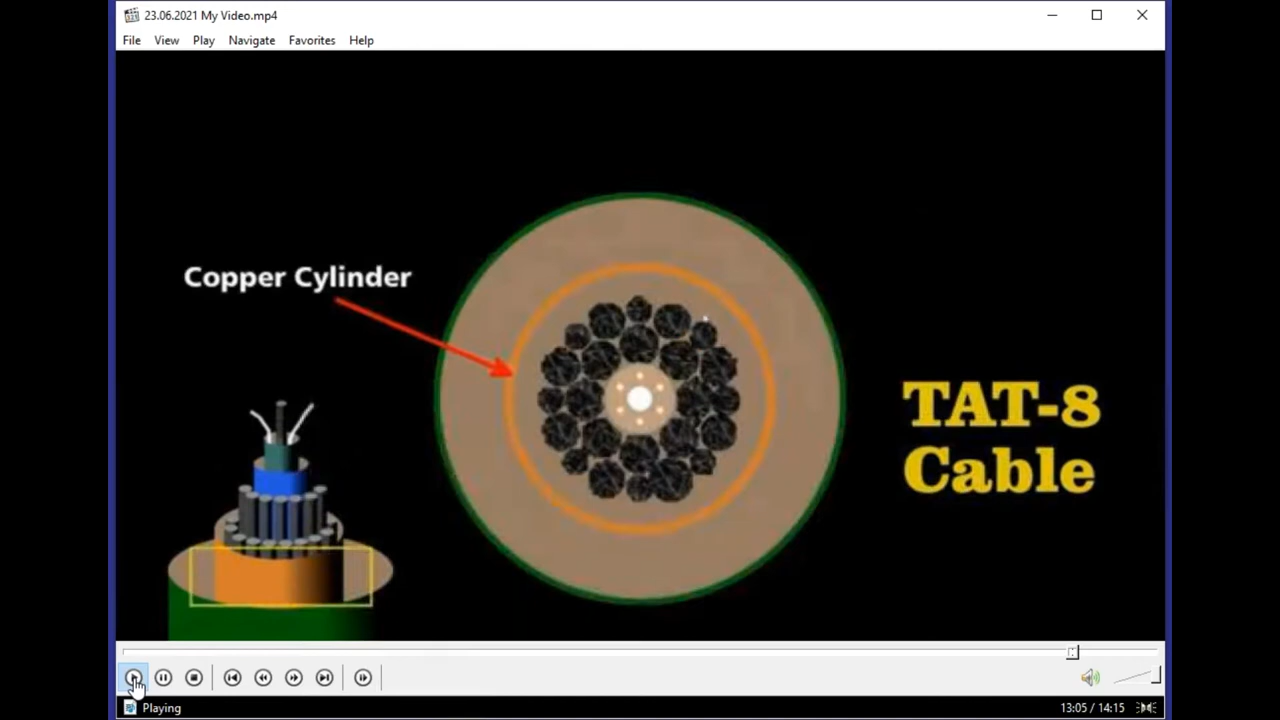 23.06.2021 My Video.mp4
File View Play Navigate Favorites Help
Copper Cylinder
TAT-8
Cable
Playing
13:05 / 14:15